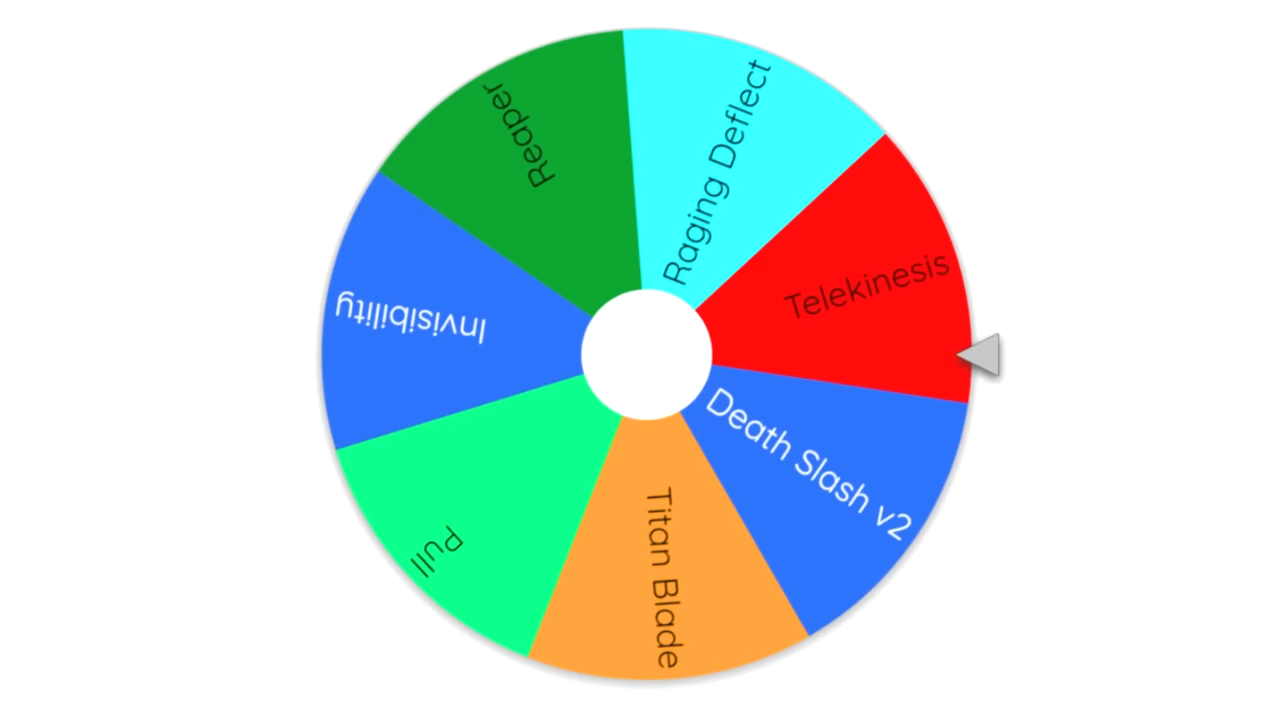 Raging Deflect
Telekinesis
Death Slash v2
Titan Blade
Pull
Invisibility
Reaper